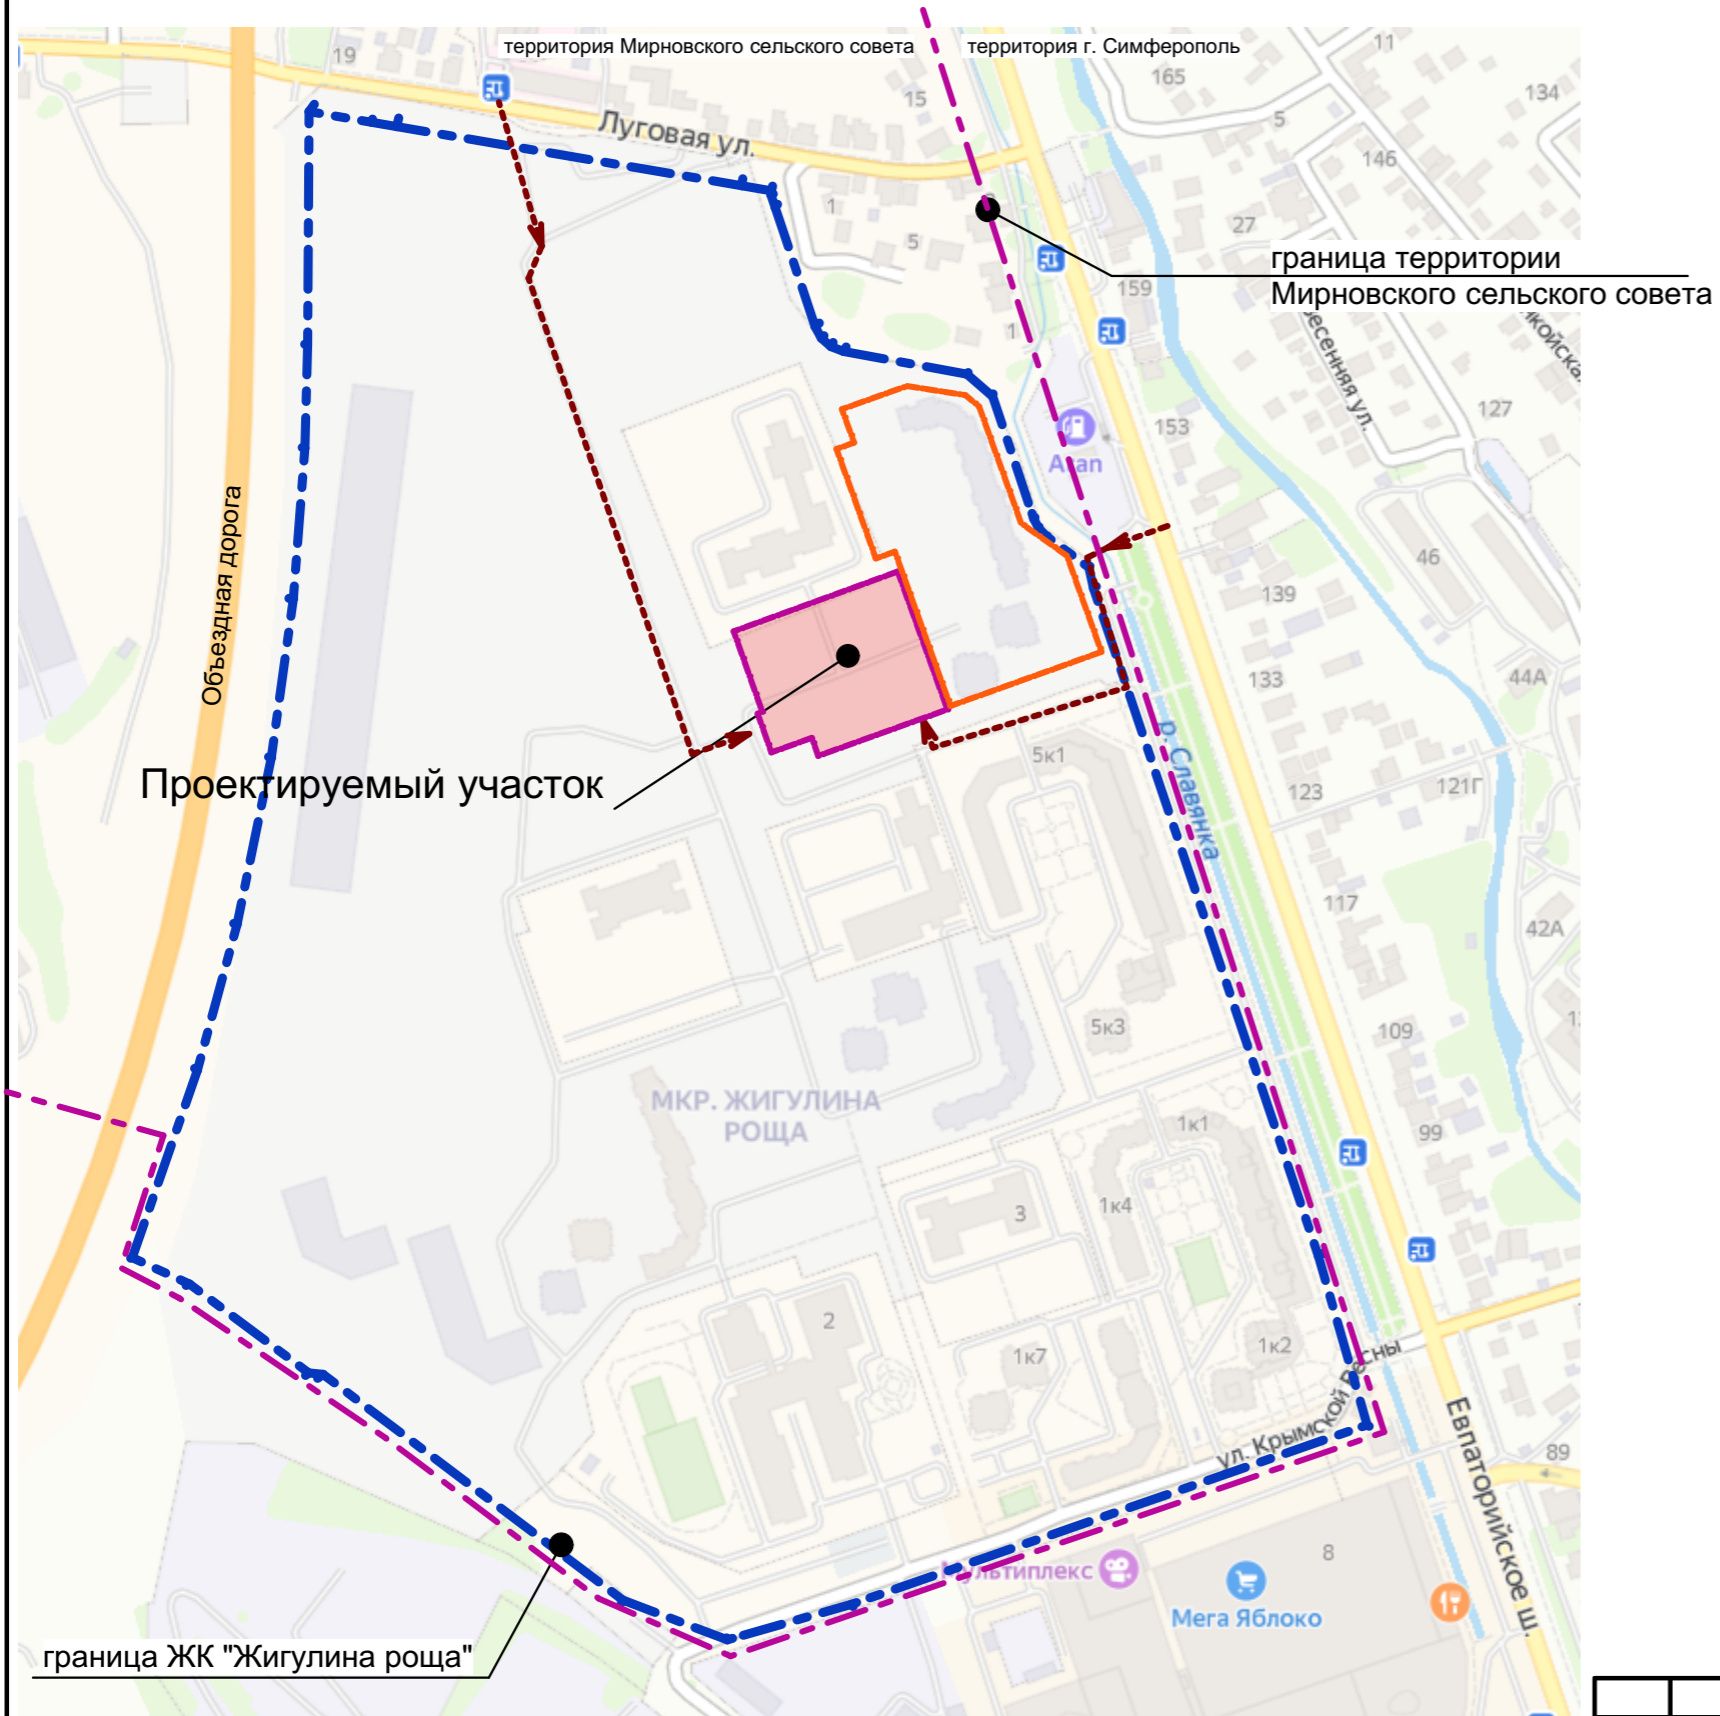 территория Мирновского сельского совета
территория г. Симферополь
19
11
165
134
15
5
Луговая ул.
146
1
5
27
граница территории
Мирновского сельского совета
159
1
127
153
46
Объездная дорога
139
133
44А
р. Славянка
5к1
Проектируемый участок
123
121Г
117
42А
5к3
109
МКР. ЖИГУЛИНА
РОЩА
1к1
99
3
1к4
2
1к7
1к2
ул. Крымской Весны
Евпаторийское ш.
89
8
Мультиплекс
Мега Яблоко
граница ЖК "Жигулина роща"